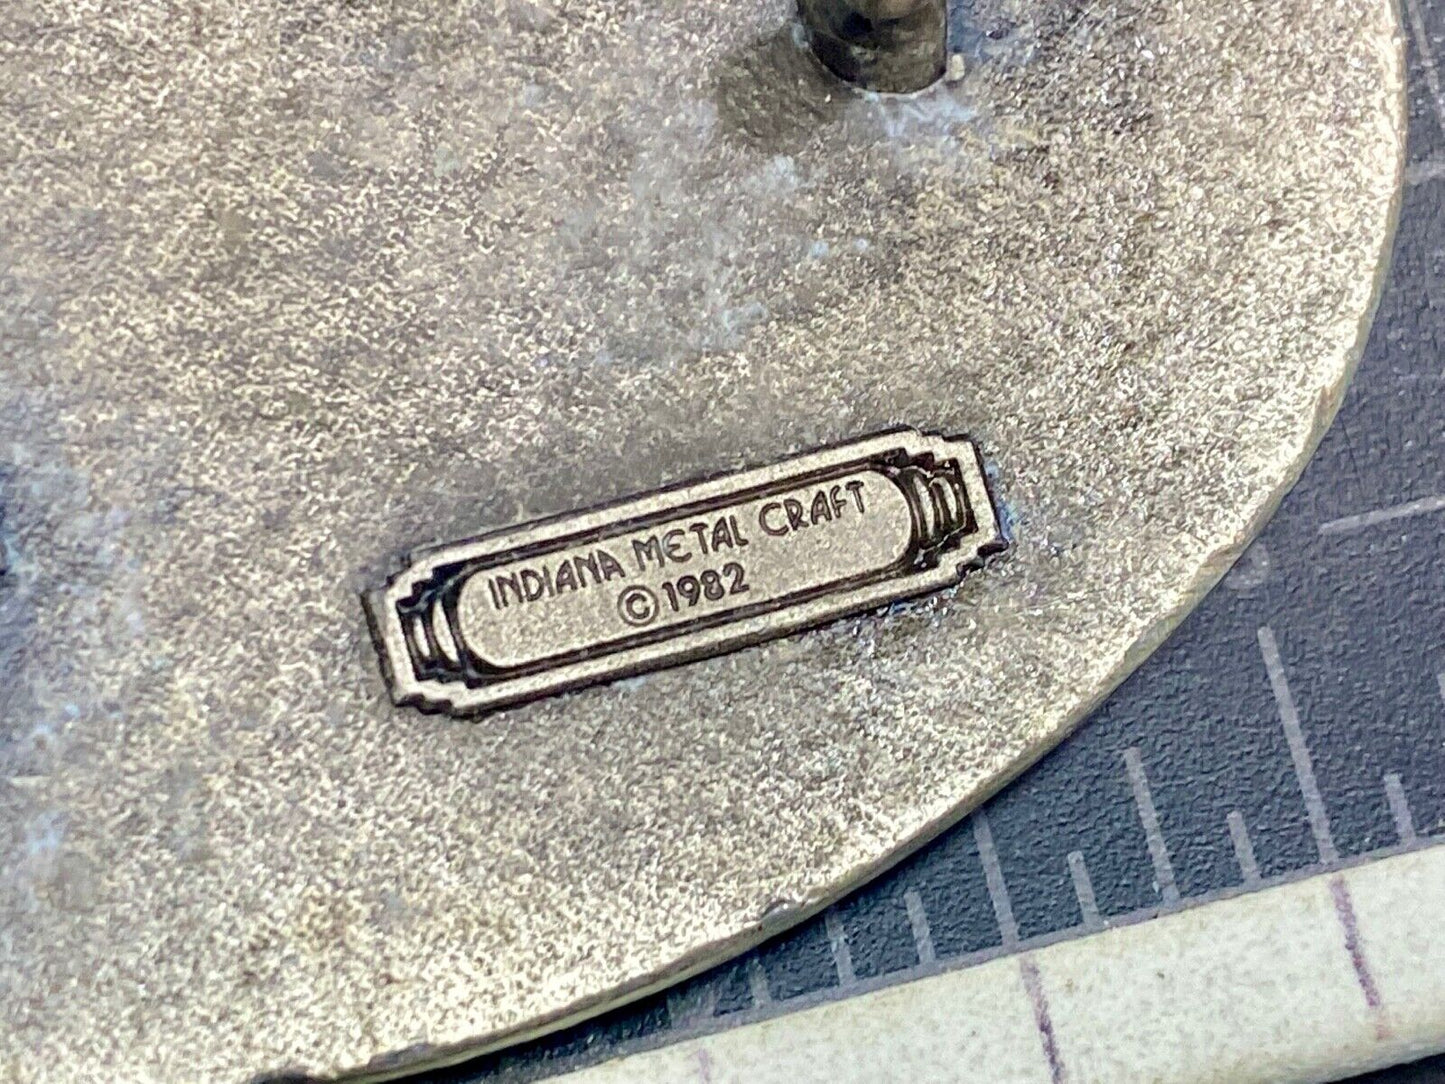 INDIANA METAL CRAFT
© 1982